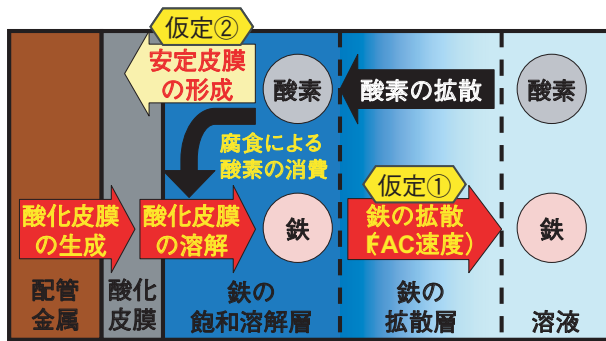 仮定②
安定皮膜
の形成
酸素
酸素の拡散
酸素
腐食による
酸素の消費
仮定①
酸化皮膜
の生成
酸化皮膜
の溶解
鉄
鉄の拡散
(FAC速度)
鉄
配管
金属
酸化
皮膜
鉄の
飽和溶解層
鉄の
拡散層
溶液